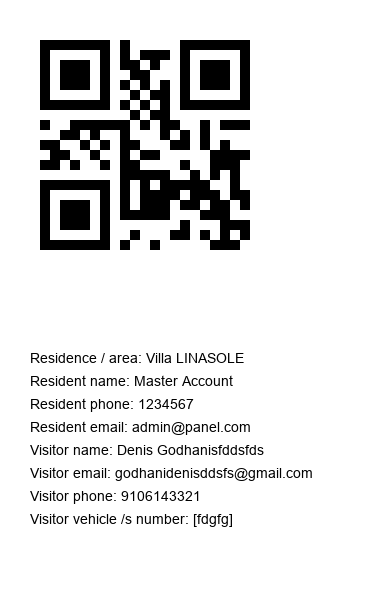 Residence / area: Villa LINASOLE
Resident name: Master Account
Resident phone: 1234567
Resident email: admin@panel.com
Visitor name: Denis Godhanisfddsfds
Visitor email: godhanidenisddsfs@gmail.com
Visitor phone: 9106143321
Visitor vehicle /s number: [fdgfg]